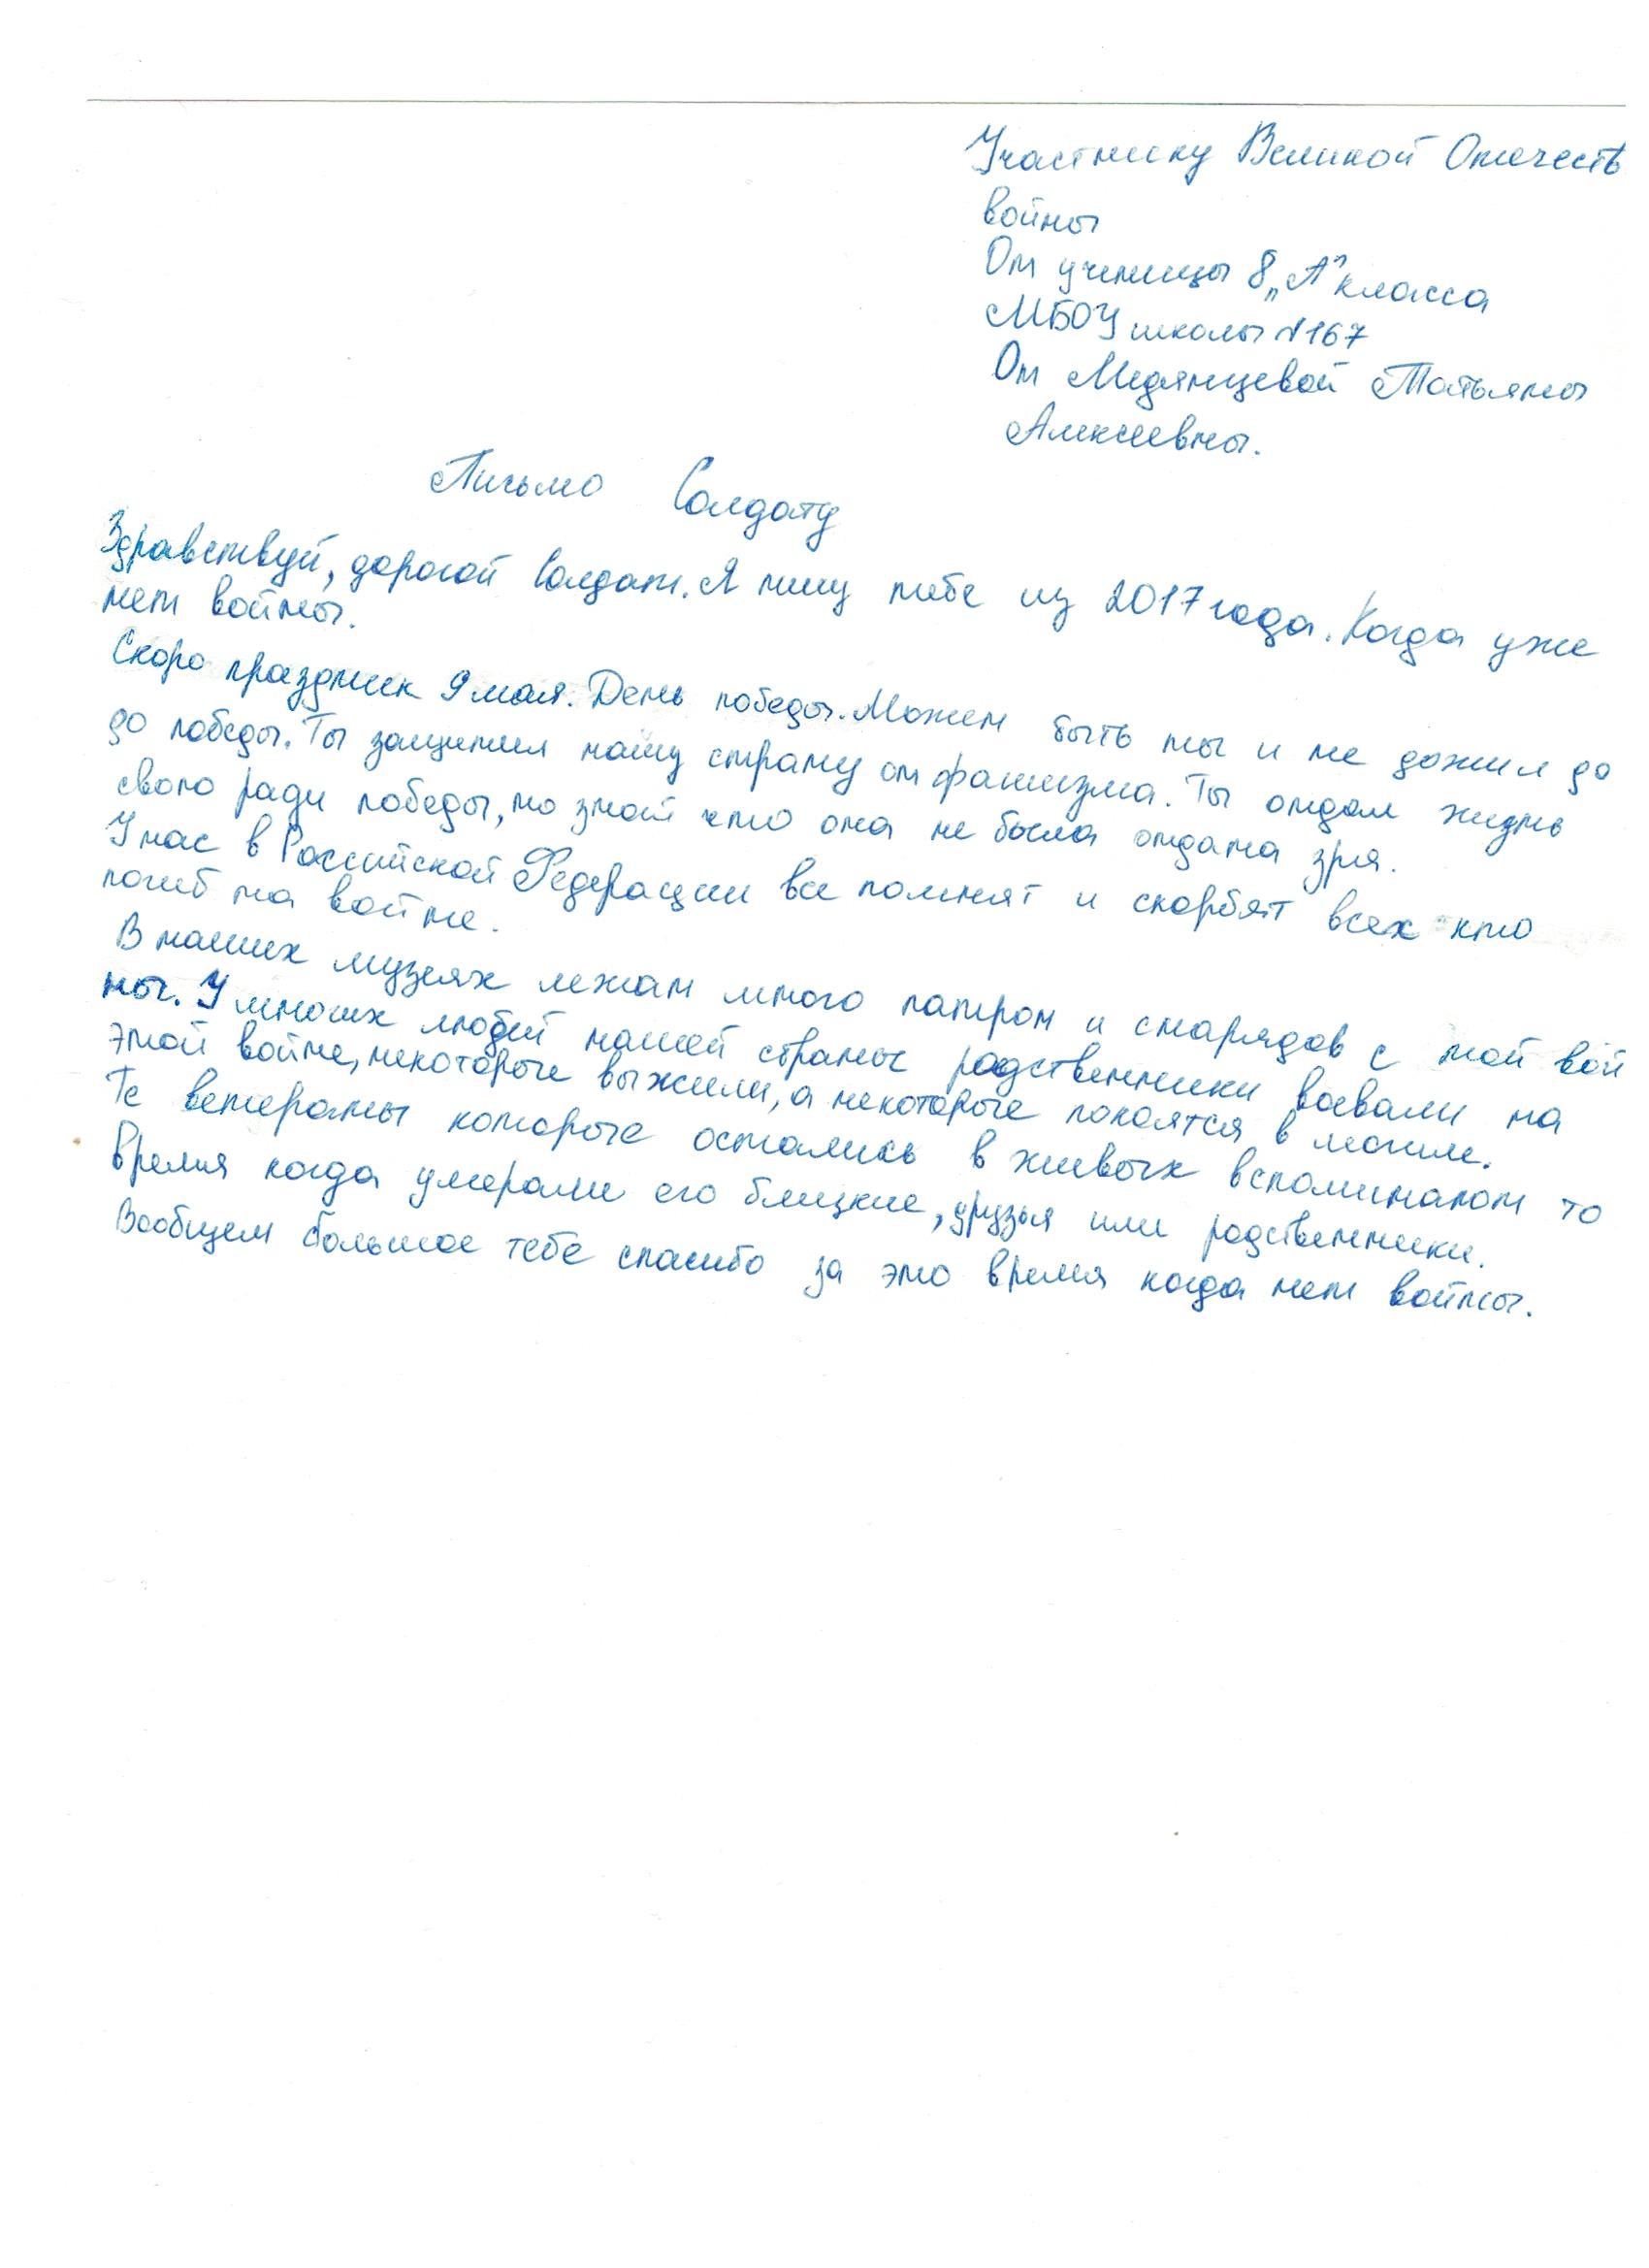 Участнику Великой Отечеств
войны
От ученицы 8 „А" класса
МБОУ школы №167
От Медянцевой Татьяны
Алексеевны.
Письмо Солдату
Здравствуй, дорогой Солдат. Я пишу тебе из 2017 года. Когда уже
нет войны.
Скоро праздник 9 мая. День победы. Может быть ты и не дожил до
до победы. Ты защитил нашу страну от фашизма. Ты отдал жизнь
свою ради победы, но знай что она не была отдана зря.
У нас в Российской Федерации все помнят и скорбят всех кто
погиб на войне.
В наших музеях лежат много патрон и снарядов с той вой
ны. У многих людей нашей страны родственники воевали на
этой войне, некоторые выжили, а некоторые покоятся в могиле.
Те ветераны которые остались в живых вспоминают то
время когда умерали его близкие, друзья или родственники.
Вообщем большое тебе спасибо за это время когда нет войны.